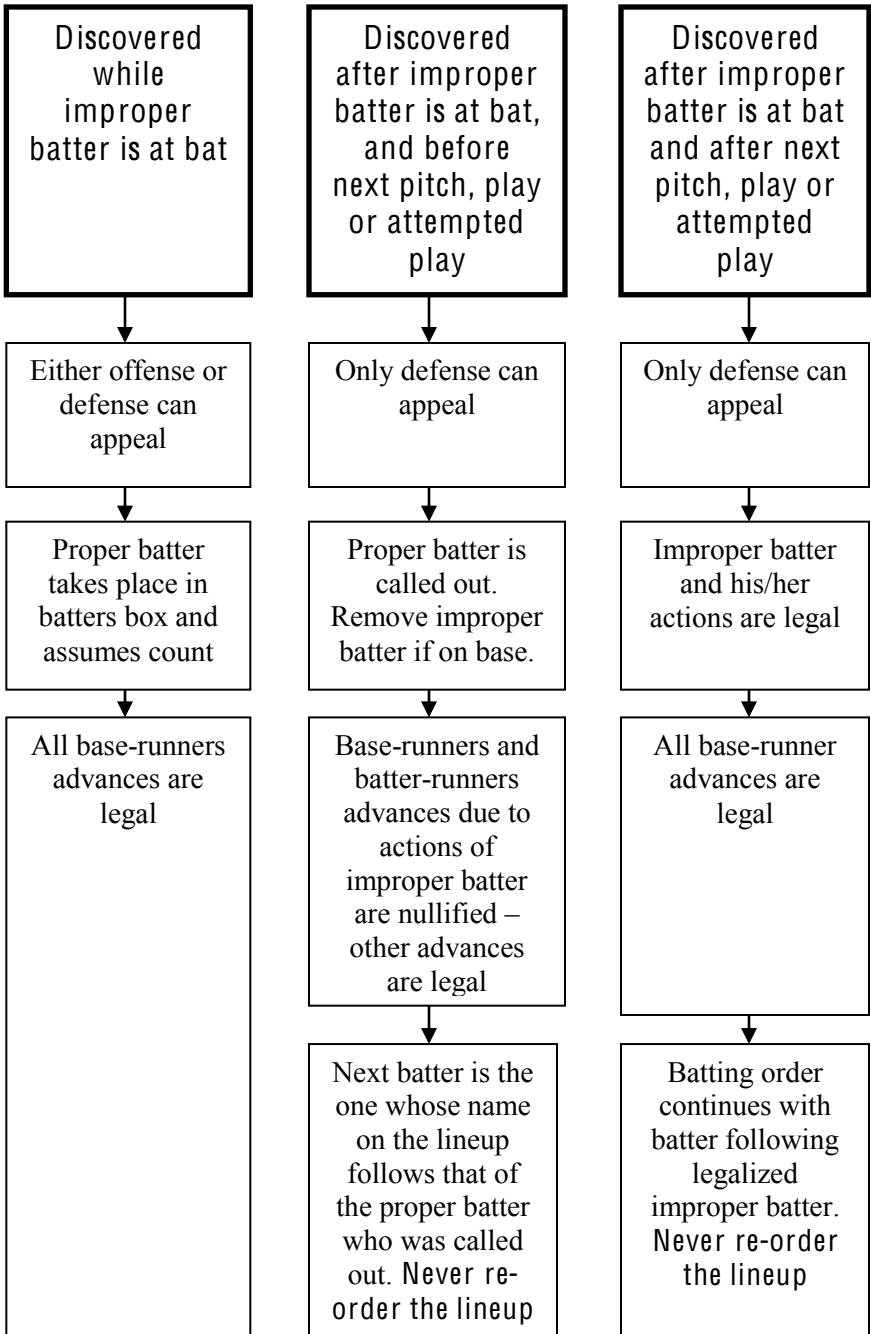 Discovered
while
improper
batter is at bat
Discovered
after improper
batter is at bat,
and before
next pitch, play
or attempted
play
Discovered
after improper
batter is at bat
and after next
pitch, play or
attempted
play
Either offense or
defense can
appeal
Only defense can
appeal
Only defense can
appeal
Proper batter
takes place in
batters box and
assumes count
Proper batter is
called out.
Remove improper
batter if on base.
Improper batter
and his/her
actions are legal
All base-runners
advances are
legal
Base-runners and
batter-runners
advances due to
actions of
improper batter
are nullified –
other advances
are legal
All base-runner
advances are
legal
Next batter is the
one whose name
on the lineup
follows that of
the proper batter
who was called
out. Never re-
order the lineup
Batting order
continues with
batter following
legalized
improper batter.
Never re-order
the lineup